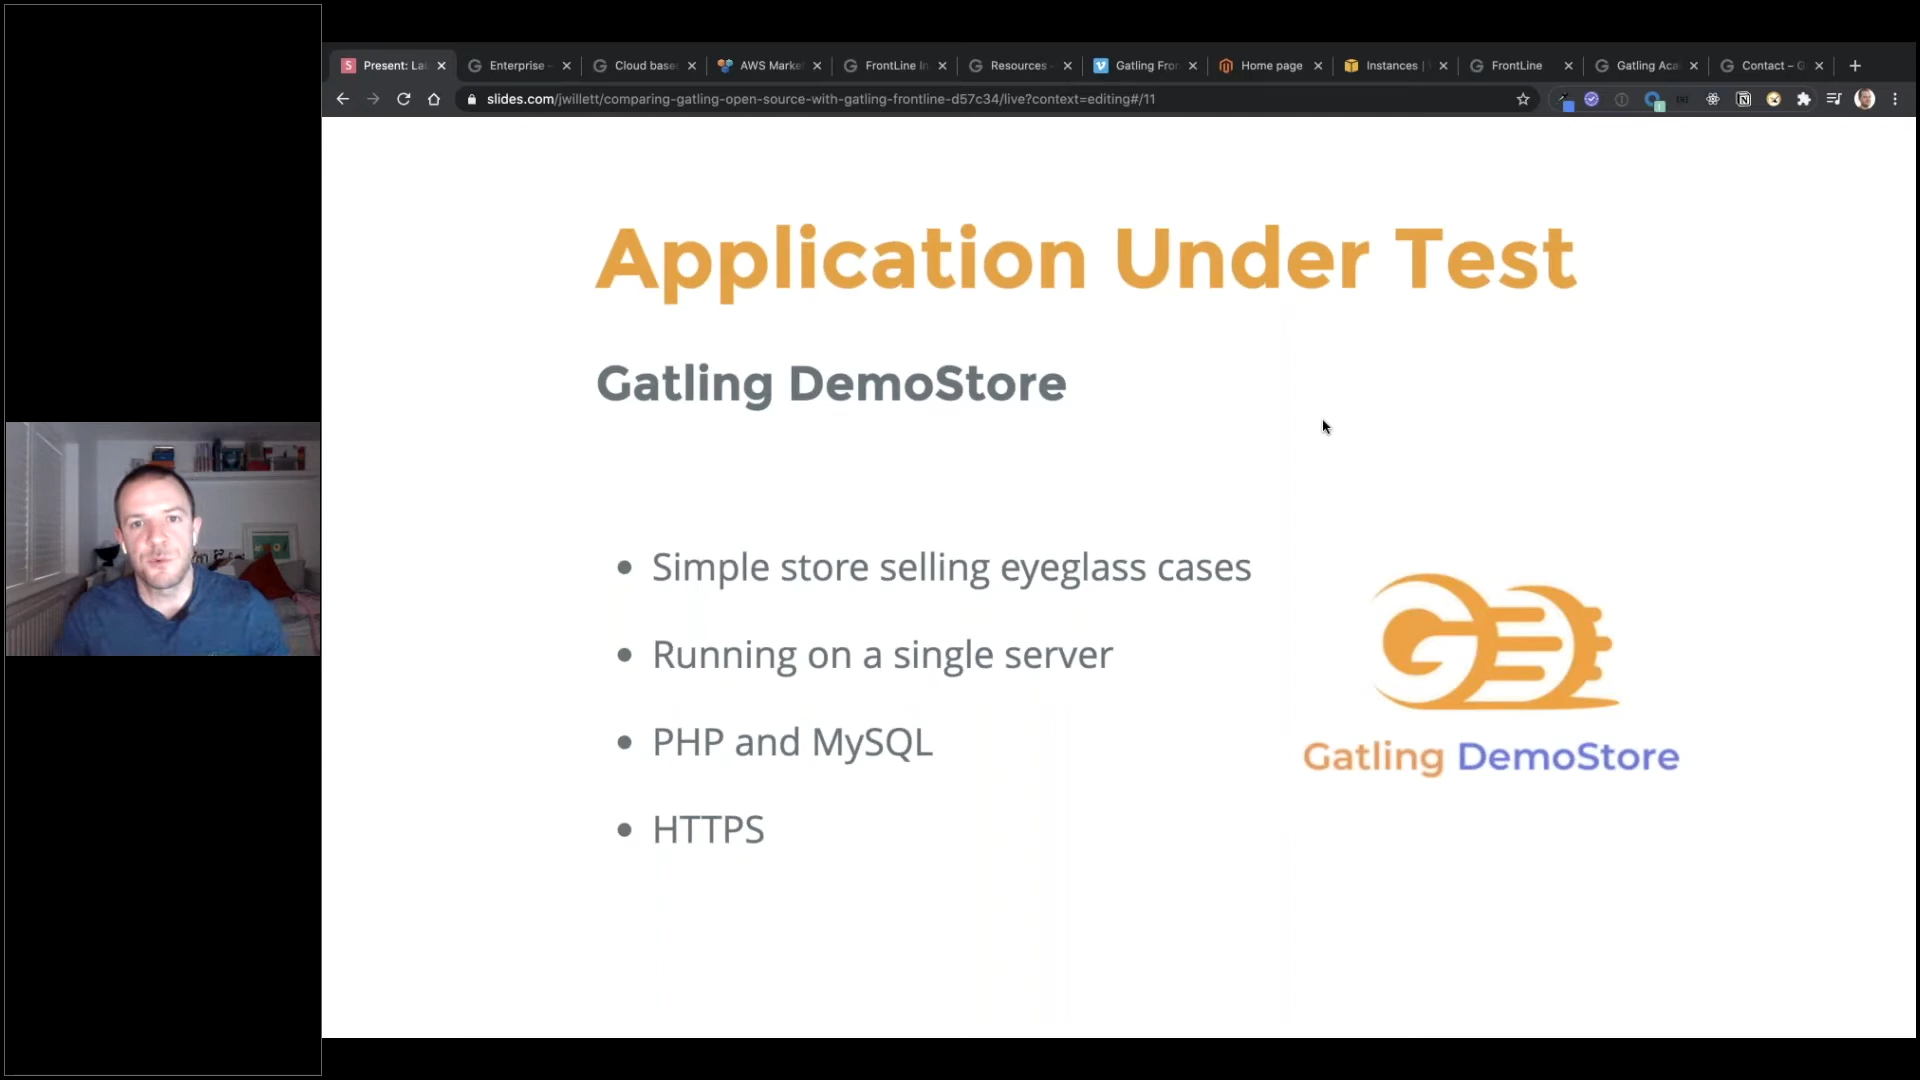 Present: La
Enterprise -
Cloud base
AWS Marke
FrontLine In
Resources -
Gatling Fron
Home page
Instances |
FrontLine
Gatling Aca
Contact – G
slides.com/jwillett/comparing-gatling-open-source-with-gatling-frontline-d57c34/live?context=editing#/11
Application Under Test
Gatling DemoStore
• Simple store selling eyeglass cases
• Running on a single server
• PHP and MySQL
• HTTPS
Gatling DemoStore